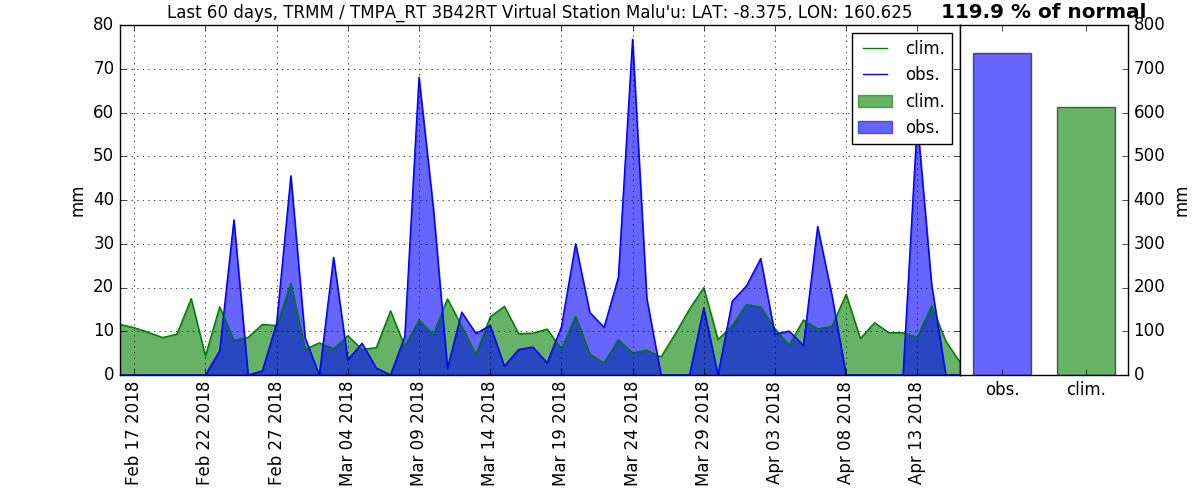 Last 60 days, TRMM / TMPA_RT 3B42RT Virtual Station Malu'u: LAT: -8.375, LON: 160.625
119.9 % of normal
80
70
60
50
40
30
20
10
0
mm
clim.
obs.
clim.
obs.
Feb 17 2018
Feb 22 2018
Feb 27 2018
Mar 04 2018
Mar 09 2018
Mar 14 2018
Mar 19 2018
Mar 24 2018
Mar 29 2018
Apr 03 2018
Apr 08 2018
Apr 13 2018
800
700
600
500
400
300
200
100
0
mm
obs.
clim.